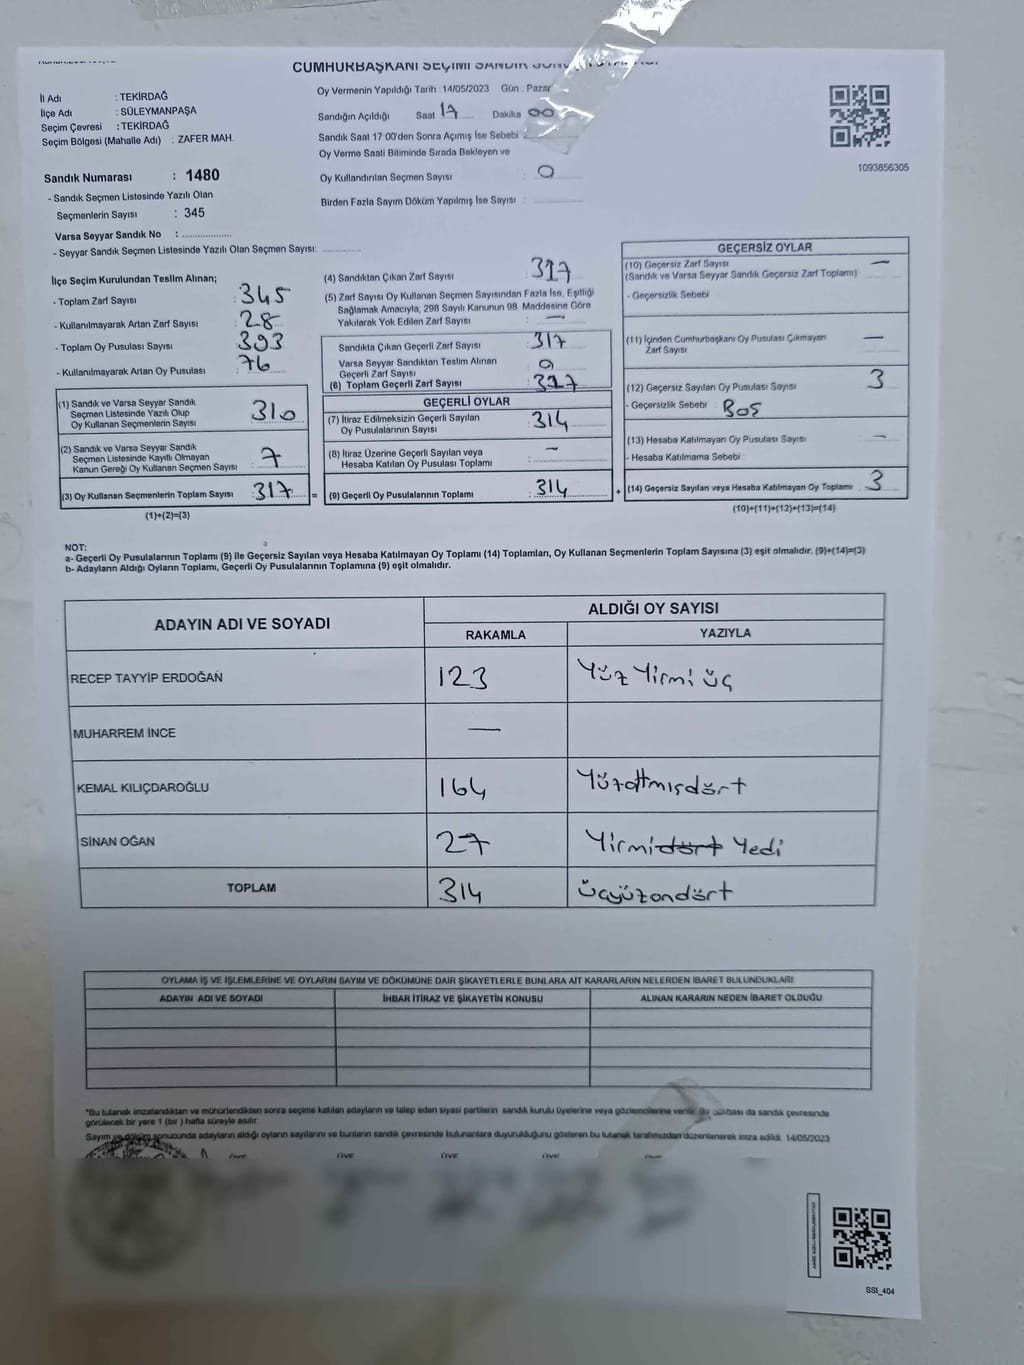 CUMHURBAŞKANI SEÇİMİ SANDIK
İl Adı : TEKİRDAĞ
İlçe Adı : SÜLEYMANPAŞA
Seçim Çevresi : TEKİRDAĞ
Seçim Bölgesi (Mahalle Adı) : ZAFER MAH.
Sandık Numarası : 1480
- Sandık Seçmen Listesinde Yazılı Olan
Seçmenlerin Sayısı : 345
Varsa Seyyar Sandık No :
- Seyyar Sandık Seçmen Listesinde Yazılı Olan Seçmen Sayısı:
Oy Vermenin Yapıldığı Tarih : 14/05/2023 Gün : Pazar
Sandığın Açıldığı Saat 17 Dakika 00
Sandık Saat 17:00'den Sonra Açılmış İse Sebebi
Oy Verme Saati Bitiminde Sırada Bekleyen ve
Oy Kullandırılan Seçmen Sayısı : 0
Birden Fazla Sayım Döküm Yapılmış İse Sayısı :
1093856305
İlçe Seçim Kurulundan Teslim Alınan;
- Toplam Zarf Sayısı : 345
- Kullanılmayarak Artan Zarf Sayısı : 28
- Toplam Oy Pusulası Sayısı : 393
- Kullanılmayarak Artan Oy Pusulası : 76
(1) Sandık ve Varsa Seyyar Sandık
Seçmen Listesinde Yazılı Olup
Oy Kullanan Seçmenlerin Sayısı : 310
(2) Sandık ve Varsa Seyyar Sandık
Seçmen Listesinde Kayıtlı Olmayan
Kanun Gereği Oy Kullanan Seçmen Sayısı : 7
(3) Oy Kullanan Seçmenlerin Toplam Sayısı : 317
(1)+(2)=(3)
(4) Sandıktan Çıkan Zarf Sayısı : 317
(5) Zarf Sayısı Oy Kullanan Seçmen Sayısından Fazla İse, Eşitliği
Sağlamak Amacıyla, 298 Sayılı Kanunun 98. Maddesine Göre
Yakılarak Yok Edilen Zarf Sayısı : —
Sandıkta Çıkan Geçerli Zarf Sayısı : 317
Varsa Seyyar Sandıktan Teslim Alınan
Geçerli Zarf Sayısı : 0
(6) Toplam Geçerli Zarf Sayısı : 317
GEÇERLİ OYLAR
(7) İtiraz Edilmeksizin Geçerli Sayılan
Oy Pusulalarının Sayısı : 314
(8) İtiraz Üzerine Geçerli Sayılan veya
Hesaba Katılan Oy Pusulası Toplamı : —
= (9) Geçerli Oy Pusulalarının Toplamı : 314
GEÇERSİZ OYLAR
(10) Geçersiz Zarf Sayısı : —
(Sandık ve Varsa Seyyar Sandık Geçersiz Zarf Toplamı)
- Geçersizlik Sebebi
(11) İçinden Cumhurbaşkanı Oy Pusulası Çıkmayan
Zarf Sayısı —
(12) Geçersiz Sayılan Oy Pusulası Sayısı 3
- Geçersizlik Sebebi : BOŞ
(13) Hesaba Katılmayan Oy Pusulası Sayısı —
- Hesaba Katılmama Sebebi
+ (14) Geçersiz Sayılan veya Hesaba Katılmayan Oy Toplamı 3
(10)+(11)+(12)+(13)=(14)
NOT:
a- Geçerli Oy Pusulalarının Toplamı (9) ile Geçersiz Sayılan veya Hesaba Katılmayan Oy Toplamı (14) Toplamları, Oy Kullanan Seçmenlerin Toplam Sayısına (3) eşit olmalıdır. (9)+(14)=(3)
b- Adayların Aldığı Oyların Toplamı, Geçerli Oy Pusulalarının Toplamına (9) eşit olmalıdır.
ADAYIN ADI VE SOYADI ALDIĞI OY SAYISI
RAKAMLA YAZIYLA
RECEP TAYYİP ERDOĞAN 123 Yüz Yirmi üç
MUHARREM İNCE —
KEMAL KILIÇDAROĞLU 164 Yüzaltmışdört
SİNAN OĞAN 27 Yirmidört Yedi
TOPLAM 314 üçyüzondört
OYLAMA İŞ VE İŞLEMLERİNE VE OYLARIN SAYIM VE DÖKÜMÜNE DAİR ŞİKAYETLERLE BUNLARA AİT KARARLARIN NELERDEN İBARET BULUNDUKLARI
ADAYIN ADI VE SOYADI İHBAR İTİRAZ VE ŞİKAYETİN KONUSU ALINAN KARARIN NEDEN İBARET OLDUĞU
*Bu tutanak imzalandıktan ve mühürlendikten sonra seçime katılan adayların ve talep eden siyasi partilerin sandık kurulu üyelerine veya gözlemcilerine verilir. Bu da sandık çevresinde
görülecek bir yere 1 (bir) hafta süreyle asılır.
Sayım ve döküm sonucunda adayların aldığı oyların sayılarını ve bunların sandık çevresinde bulunanlara duyurulduğunu gösteren bu tutanak tarafımızdan düzenlenerek imza edildi. 14/05/2023
ÜYE ÜYE ÜYE ÜYE
SSI_404